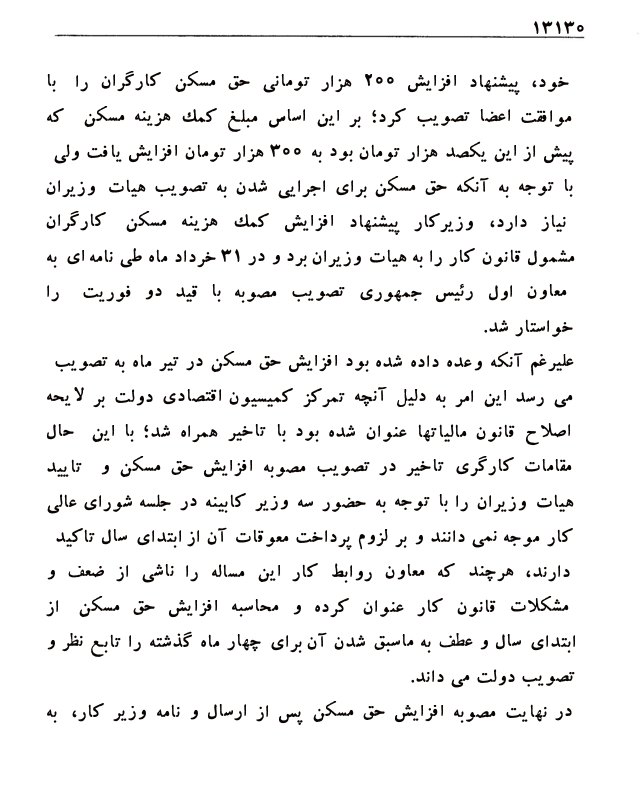 ۱۳۱۳۰
خود، پیشنهاد افزایش ۲۰۰ هزار تومانی حق مسکن کارگران را با
موافقت اعضا تصویب کرد؛ بر این اساس مبلغ کمك هزینه مسکن که
پیش از این یکصد هزار تومان بود به ۳۰۰ هزار تومان افزایش یافت ولی
با توجه به آنکه حق مسکن برای اجرایی شدن به تصویب هیات وزیران
نیاز دارد، وزیرکار پیشنهاد افزایش کمك هزینه مسکن کارگران
مشمول قانون کار را به هیات وزیران برد و در ۳۱ خرداد ماه طی نامه ای به
معاون اول رئیس جمهوری تصویب مصوبه با قید دو فوریت را
خواستار شد.
علیرغم آنکه وعده داده شده بود افزایش حق مسکن در تیر ماه به تصویب
می رسد این امر به دلیل آنچه تمرکز کمیسیون اقتصادی دولت بر لایحه
اصلاح قانون مالیاتها عنوان شده بود با تاخیر همراه شد؛ با این حال
مقامات کارگری تاخیر در تصویب مصوبه افزایش حق مسکن و تایید
هیات وزیران را با توجه به حضور سه وزیر کابینه در جلسه شورای عالی
کار موجه نمی دانند و بر لزوم پرداخت معوقات آن از ابتدای سال تاکید
دارند، هرچند که معاون روابط کار این مساله را ناشی از ضعف و
مشکلات قانون کار عنوان کرده و محاسبه افزایش حق مسکن از
ابتدای سال و عطف به ماسبق شدن آن برای چهار ماه گذشته را تابع نظر و
تصویب دولت می داند.
در نهایت مصوبه افزایش حق مسکن پس از ارسال و نامه وزیر کار، به